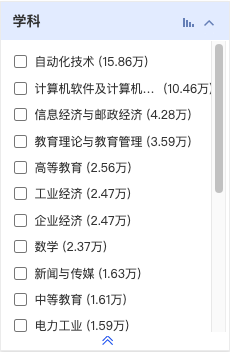 学科
自动化技术 (15.86万)
计算机软件及计算机... (10.46万)
信息经济与邮政经济 (4.28万)
教育理论与教育管理 (3.59万)
高等教育 (2.56万)
工业经济 (2.47万)
企业经济 (2.47万)
数学 (2.37万)
新闻与传媒 (1.63万)
中等教育 (1.61万)
电力工业 (1.59万)